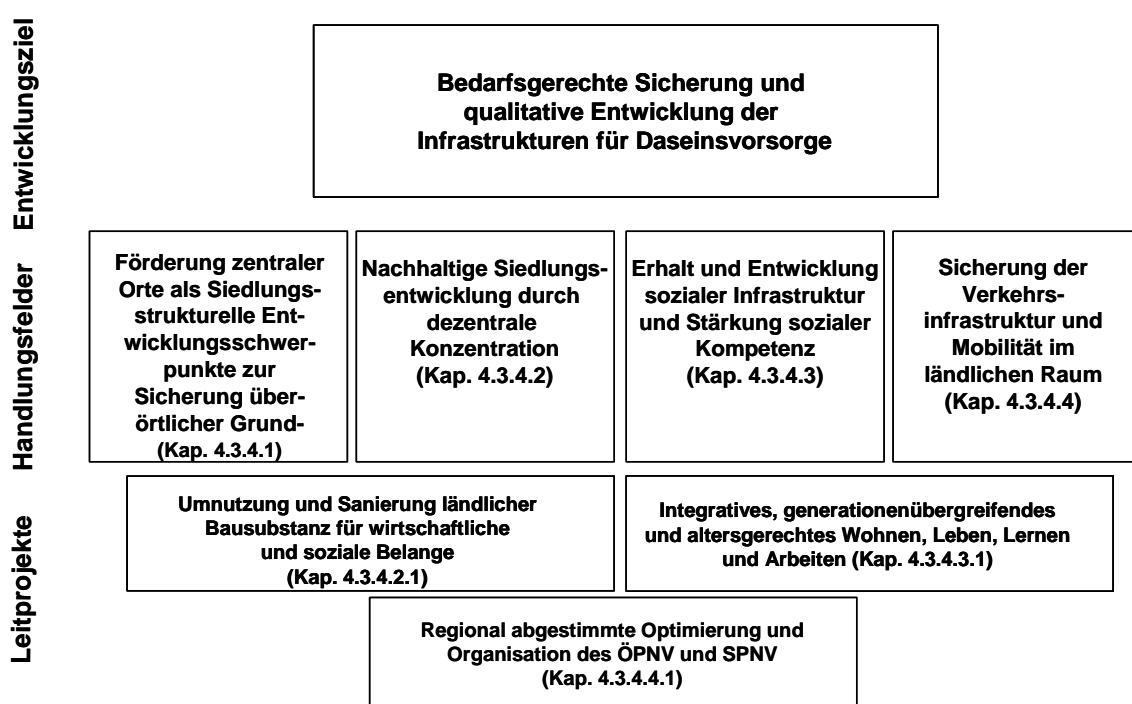 Entwicklungsziel
Bedarfsgerechte Sicherung und
qualitative Entwicklung der
Infrastrukturen für Daseinsvorsorge
Handlungsfelder
Förderung zentraler
Orte als Siedlungs-
strukturelle Ent-
wicklungsschwer-
punkte zur
Sicherung über-
örtlicher Grund-
(Kap. 4.3.4.1)
Nachhaltige Siedlungs-
entwicklung durch
dezentrale
Konzentration
(Kap. 4.3.4.2)
Erhalt und Entwicklung
sozialer Infrastruktur
und Stärkung sozialer
Kompetenz
(Kap. 4.3.4.3)
Sicherung der
Verkehrs-
infrastruktur und
Mobilität im
ländlichen Raum
(Kap. 4.3.4.4)
Leitprojekte
Umnutzung und Sanierung ländlicher
Bausubstanz für wirtschaftliche
und soziale Belange
(Kap. 4.3.4.2.1)
Integratives, generationenübergreifendes
und altersgerechtes Wohnen, Leben, Lernen
und Arbeiten (Kap. 4.3.4.3.1)
Regional abgestimmte Optimierung und
Organisation des ÖPNV und SPNV
(Kap. 4.3.4.4.1)